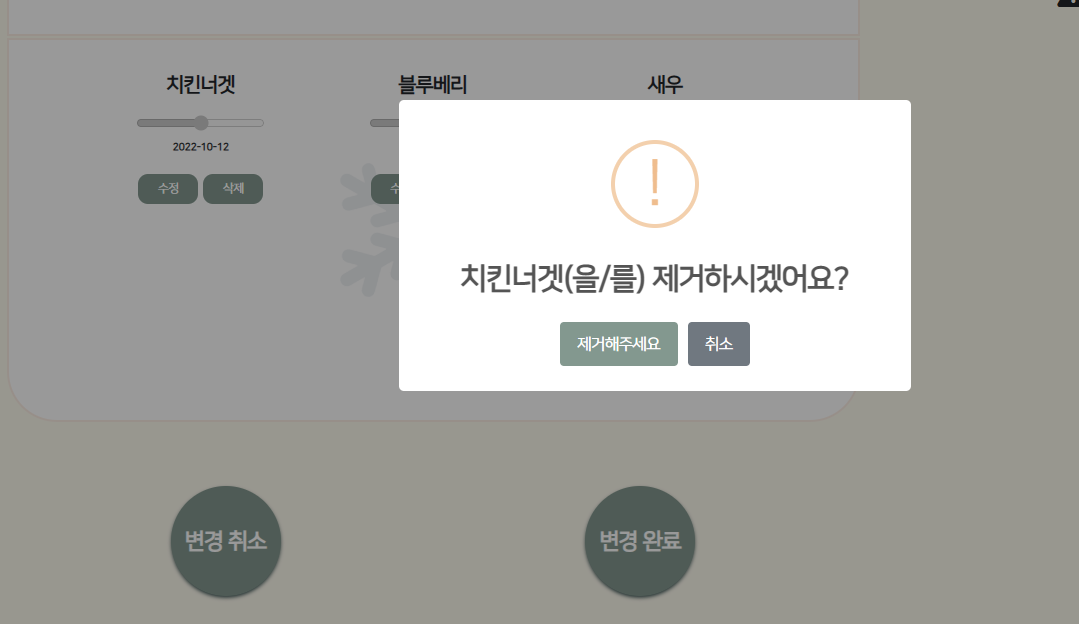 치킨너겟
블루베리
새우
2022-10-12
수정
삭제
!
치킨너겟(을/를) 제거하시겠어요?
제거해주세요
취소
변경 취소
변경 완료